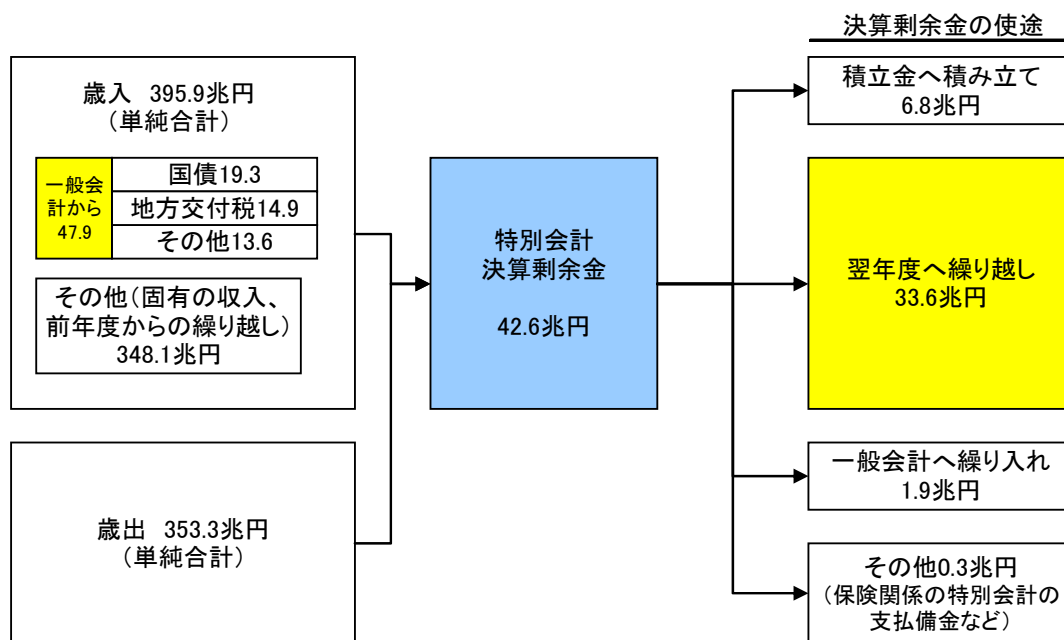 決算剰余金の使途
歳入 395.9兆円
（単純合計）
一般会
計から
47.9
国債19.3
地方交付税14.9
その他13.6
その他（固有の収入、
前年度からの繰り越し）
348.1兆円
歳出 353.3兆円
（単純合計）
特別会計
決算剰余金
42.6兆円
積立金へ積み立て
6.8兆円
翌年度へ繰り越し
33.6兆円
一般会計へ繰り入れ
1.9兆円
その他0.3兆円
（保険関係の特別会計の
支払備金など）